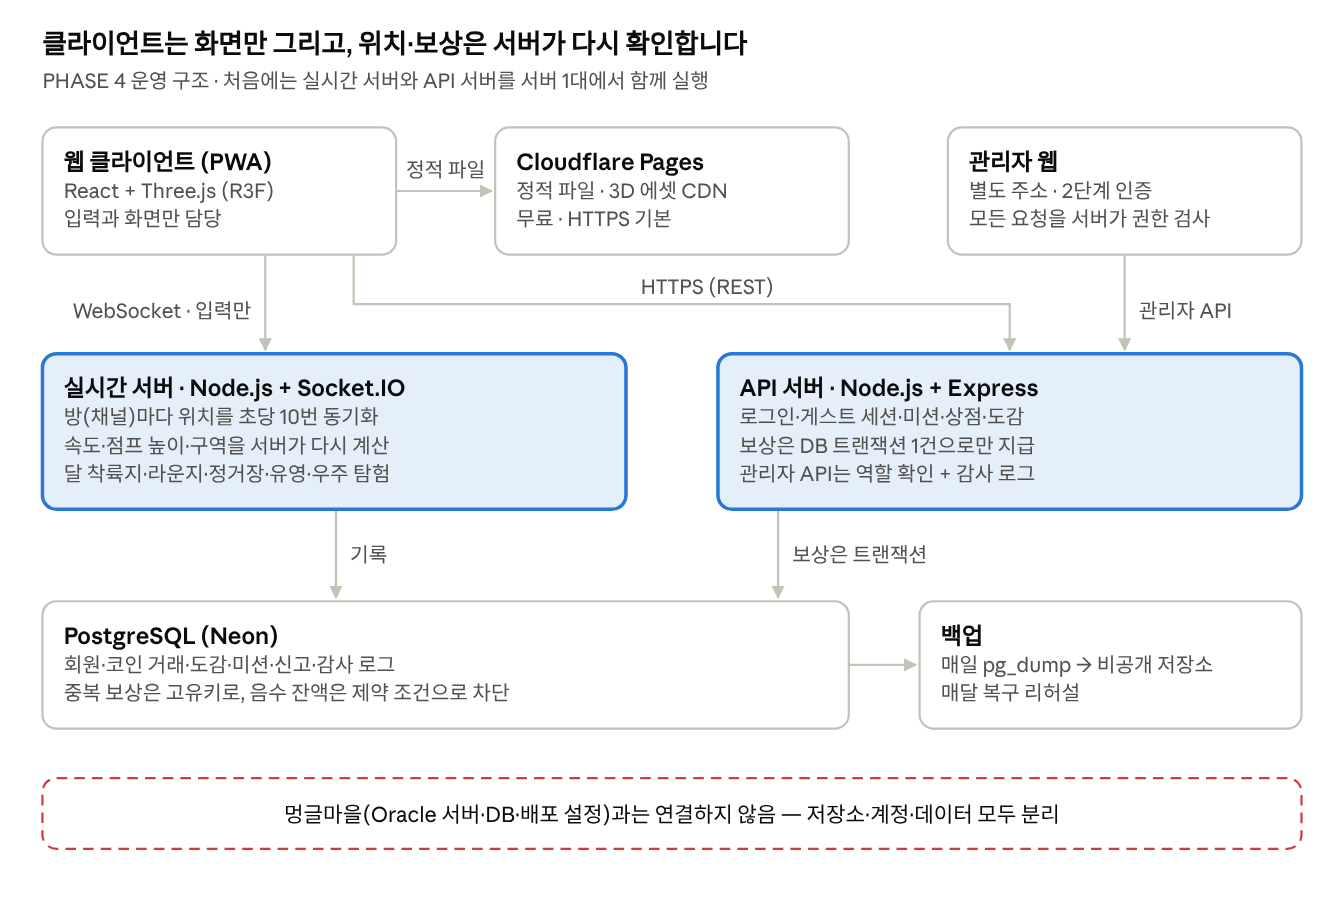 클라이언트는 화면만 그리고, 위치·보상은 서버가 다시 확인합니다
PHASE 4 운영 구조 · 처음에는 실시간 서버와 API 서버를 서버 1대에서 함께 실행
웹 클라이언트 (PWA)
React + Three.js (R3F)
입력과 화면만 담당
정적 파일
Cloudflare Pages
정적 파일 · 3D 에셋 CDN
무료 · HTTPS 기본
관리자 웹
별도 주소 · 2단계 인증
모든 요청을 서버가 권한 검사
WebSocket · 입력만
HTTPS (REST)
관리자 API
실시간 서버 · Node.js + Socket.IO
방(채널)마다 위치를 초당 10번 동기화
속도·점프 높이·구역을 서버가 다시 계산
달 착륙지·라운지·정거장·유영·우주 탐험
API 서버 · Node.js + Express
로그인·게스트 세션·미션·상점·도감
보상은 DB 트랜잭션 1건으로만 지급
관리자 API는 역할 확인 + 감사 로그
기록
보상은 트랜잭션
PostgreSQL (Neon)
회원·코인 거래·도감·미션·신고·감사 로그
중복 보상은 고유키로, 음수 잔액은 제약 조건으로 차단
백업
매일 pg_dump → 비공개 저장소
매달 복구 리허설
멍글마을(Oracle 서버·DB·배포 설정)과는 연결하지 않음 — 저장소·계정·데이터 모두 분리